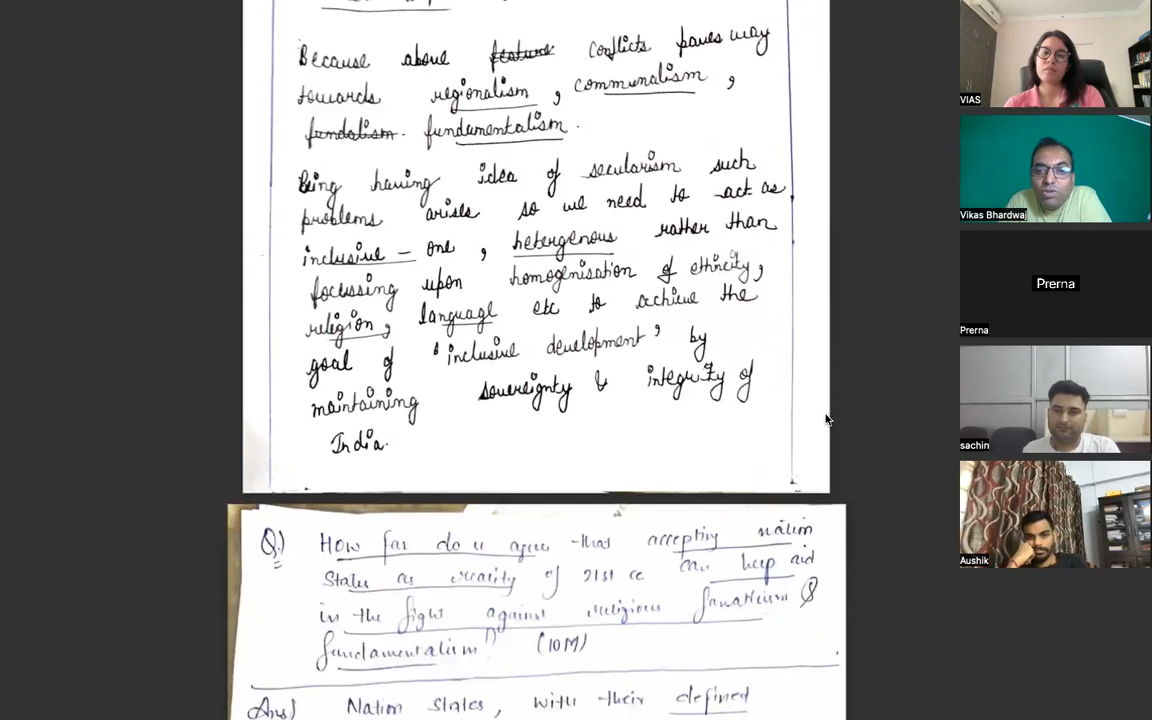 Because above feature conflicts paves way
towards regionalism, communalism,
fundalism. fundamentalism.
Being having idea of secularism such
problems arises so we need to act as
inclusive - one, hetergenous rather than
focussing upon homogenisation of ethnicity,
religion, language etc to achieve the
goal of 'inclusive development' by
maintaining sovereignty & integrity of
India.
Q.) How far do u agree that accepting nation
states as reality of 21st cc can help aid
in the fight against religious fanaticism &
fundamentalism? (10M)
Ans) Nation States, with their defined
VIAS
Vikas Bhardwaj
Prerna
Prerna
sachin
Aushik